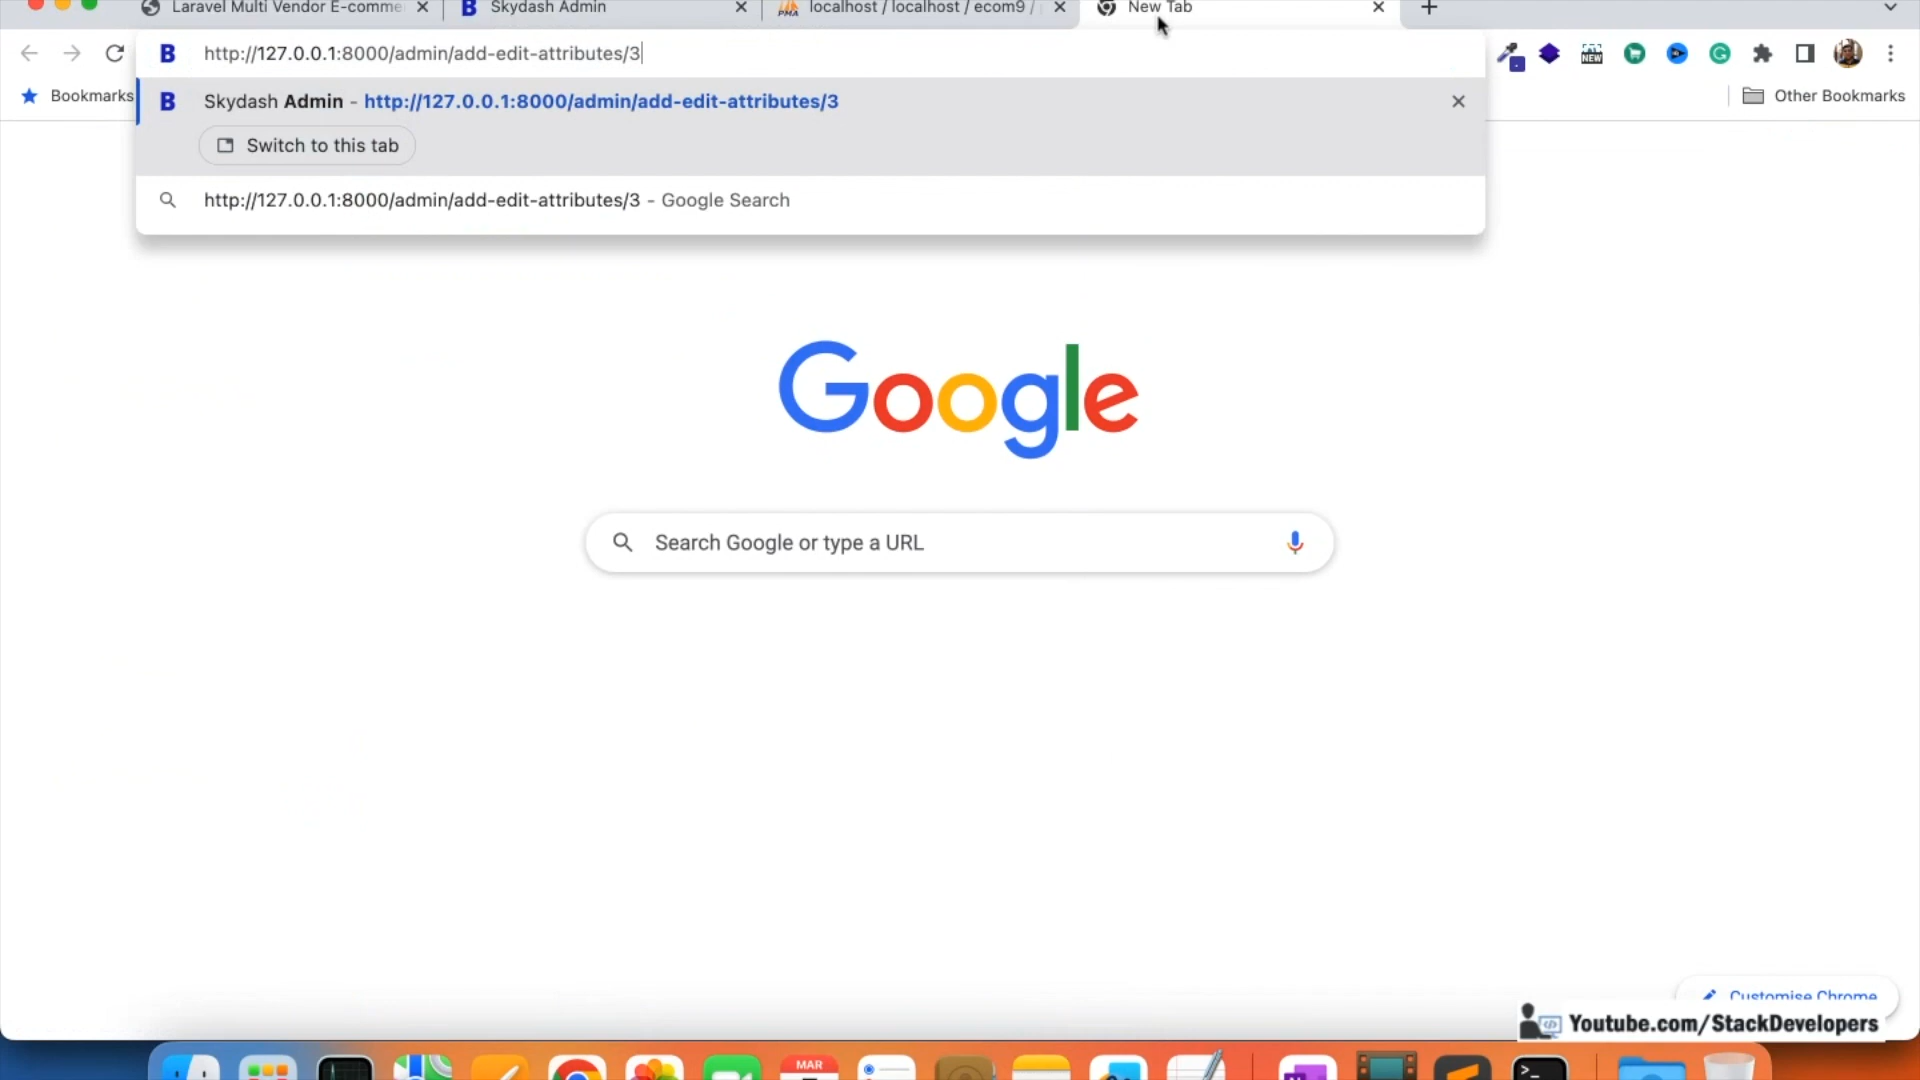 Laravel Multi Vendor E-comme
Skydash Admin
PMA
localhost / localhost / ecom9 /
New Tab
B
http://127.0.0.1:8000/admin/add-edit-attributes/3
NEW
Bookmarks
B
Skydash Admin - http://127.0.0.1:8000/admin/add-edit-attributes/3
Other Bookmarks
Switch to this tab
http://127.0.0.1:8000/admin/add-edit-attributes/3 - Google Search
Google
Search Google or type a URL
Customise Chrome
Youtube.com/StackDevelopers
MAR